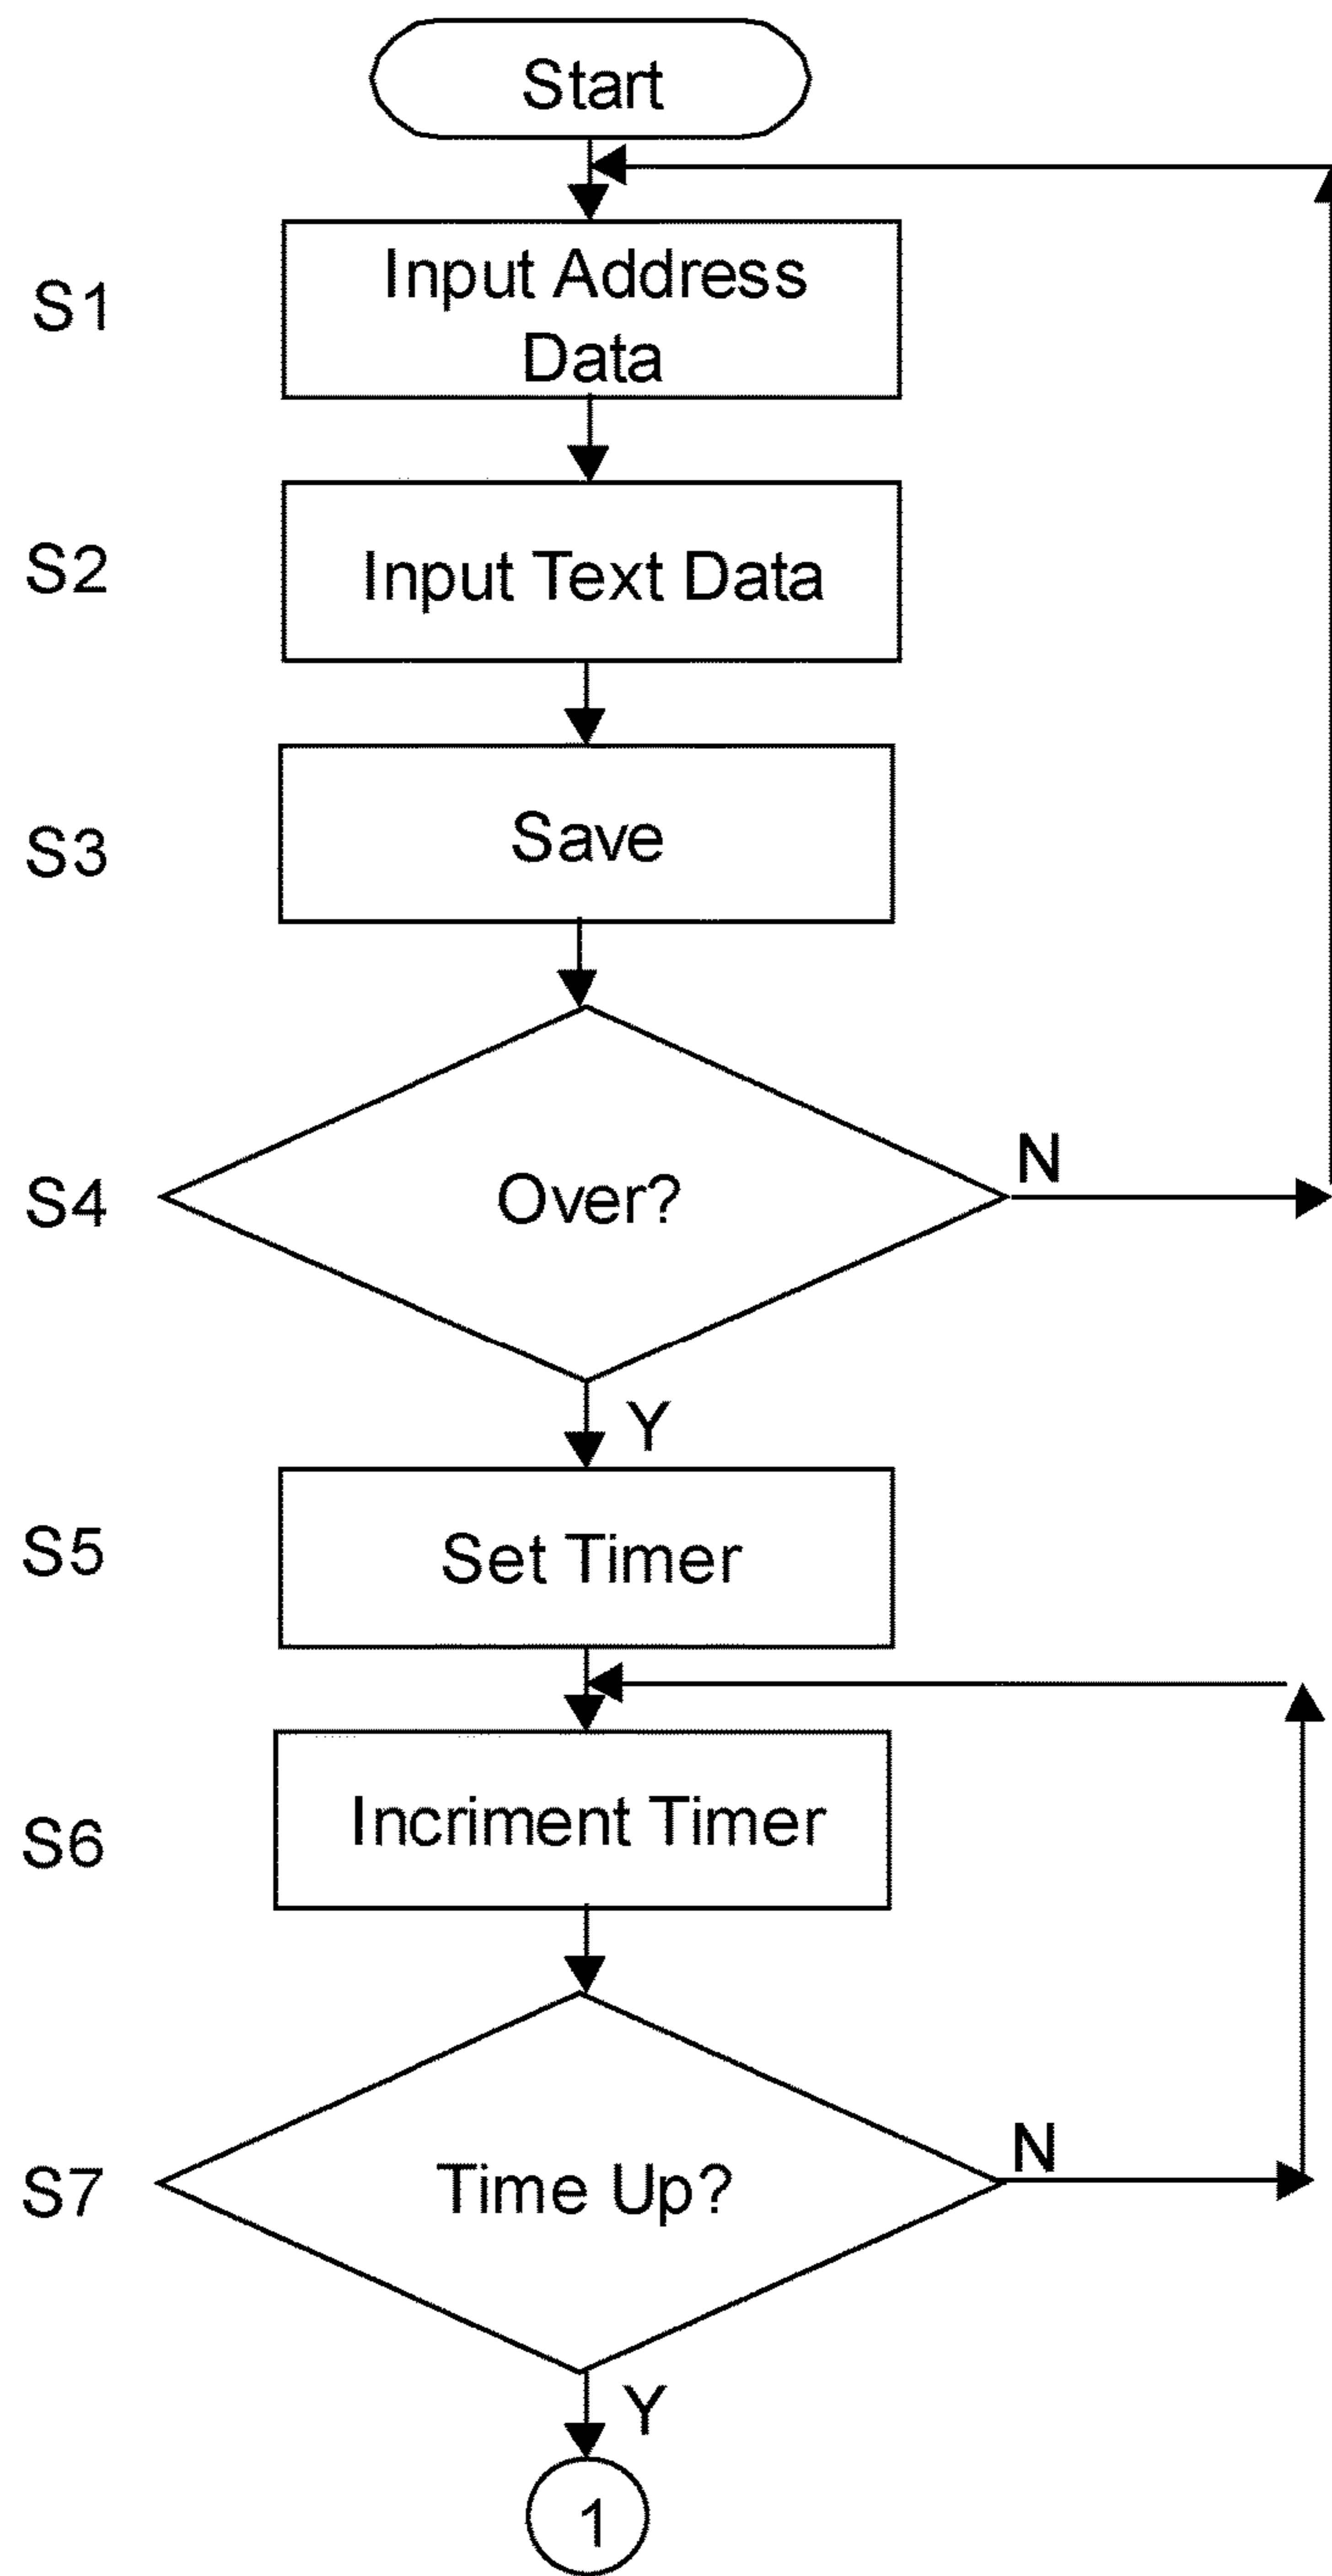 Start
S1
Input Address
Data
S2
Input Text Data
S3
Save
S4
Over?
N
Y
S5
Set Timer
S6
Incriment Timer
S7
Time Up?
N
Y
1